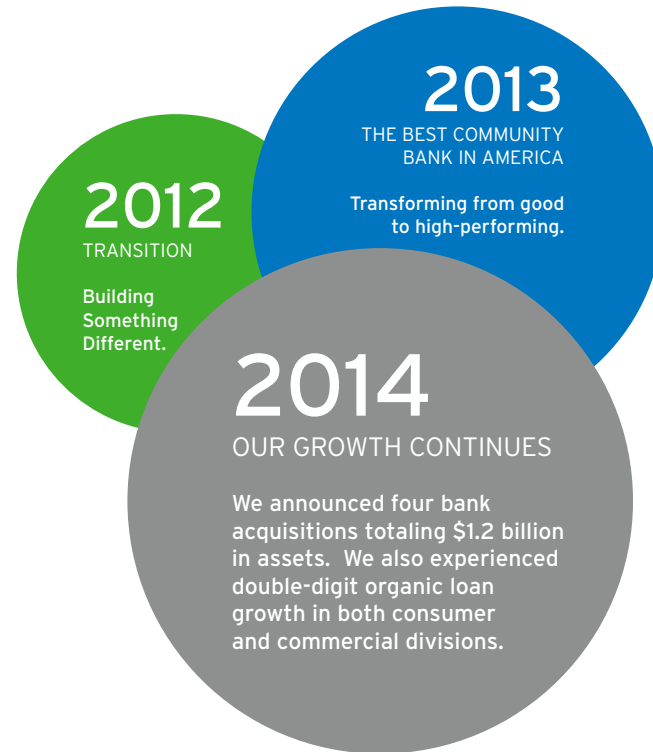 2012
TRANSITION
Building
Something
Different.
2013
THE BEST COMMUNITY
BANK IN AMERICA
Transforming from good
to high-performing.
2014
OUR GROWTH CONTINUES
We announced four bank
acquisitions totaling $1.2 billion
in assets.  We also experienced
double-digit organic loan
growth in both consumer
and commercial divisions.